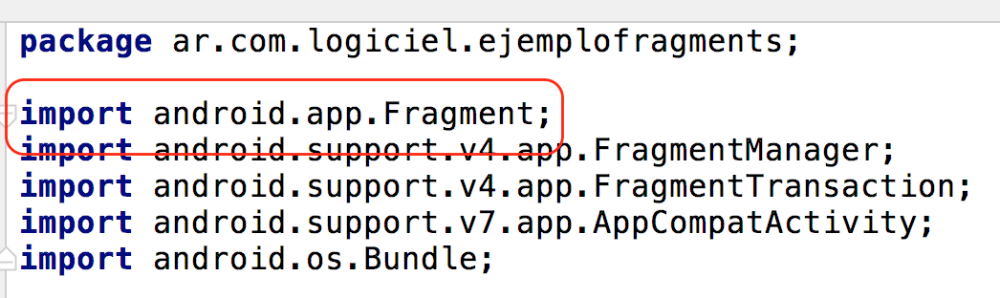 package ar.com.logiciel.ejemplofragments;
import android.app.Fragment;
import android.support.v4.app.FragmentManager;
import android.support.v4.app.FragmentTransaction;
import android.support.v7.app.AppCompatActivity;
import android.os.Bundle;